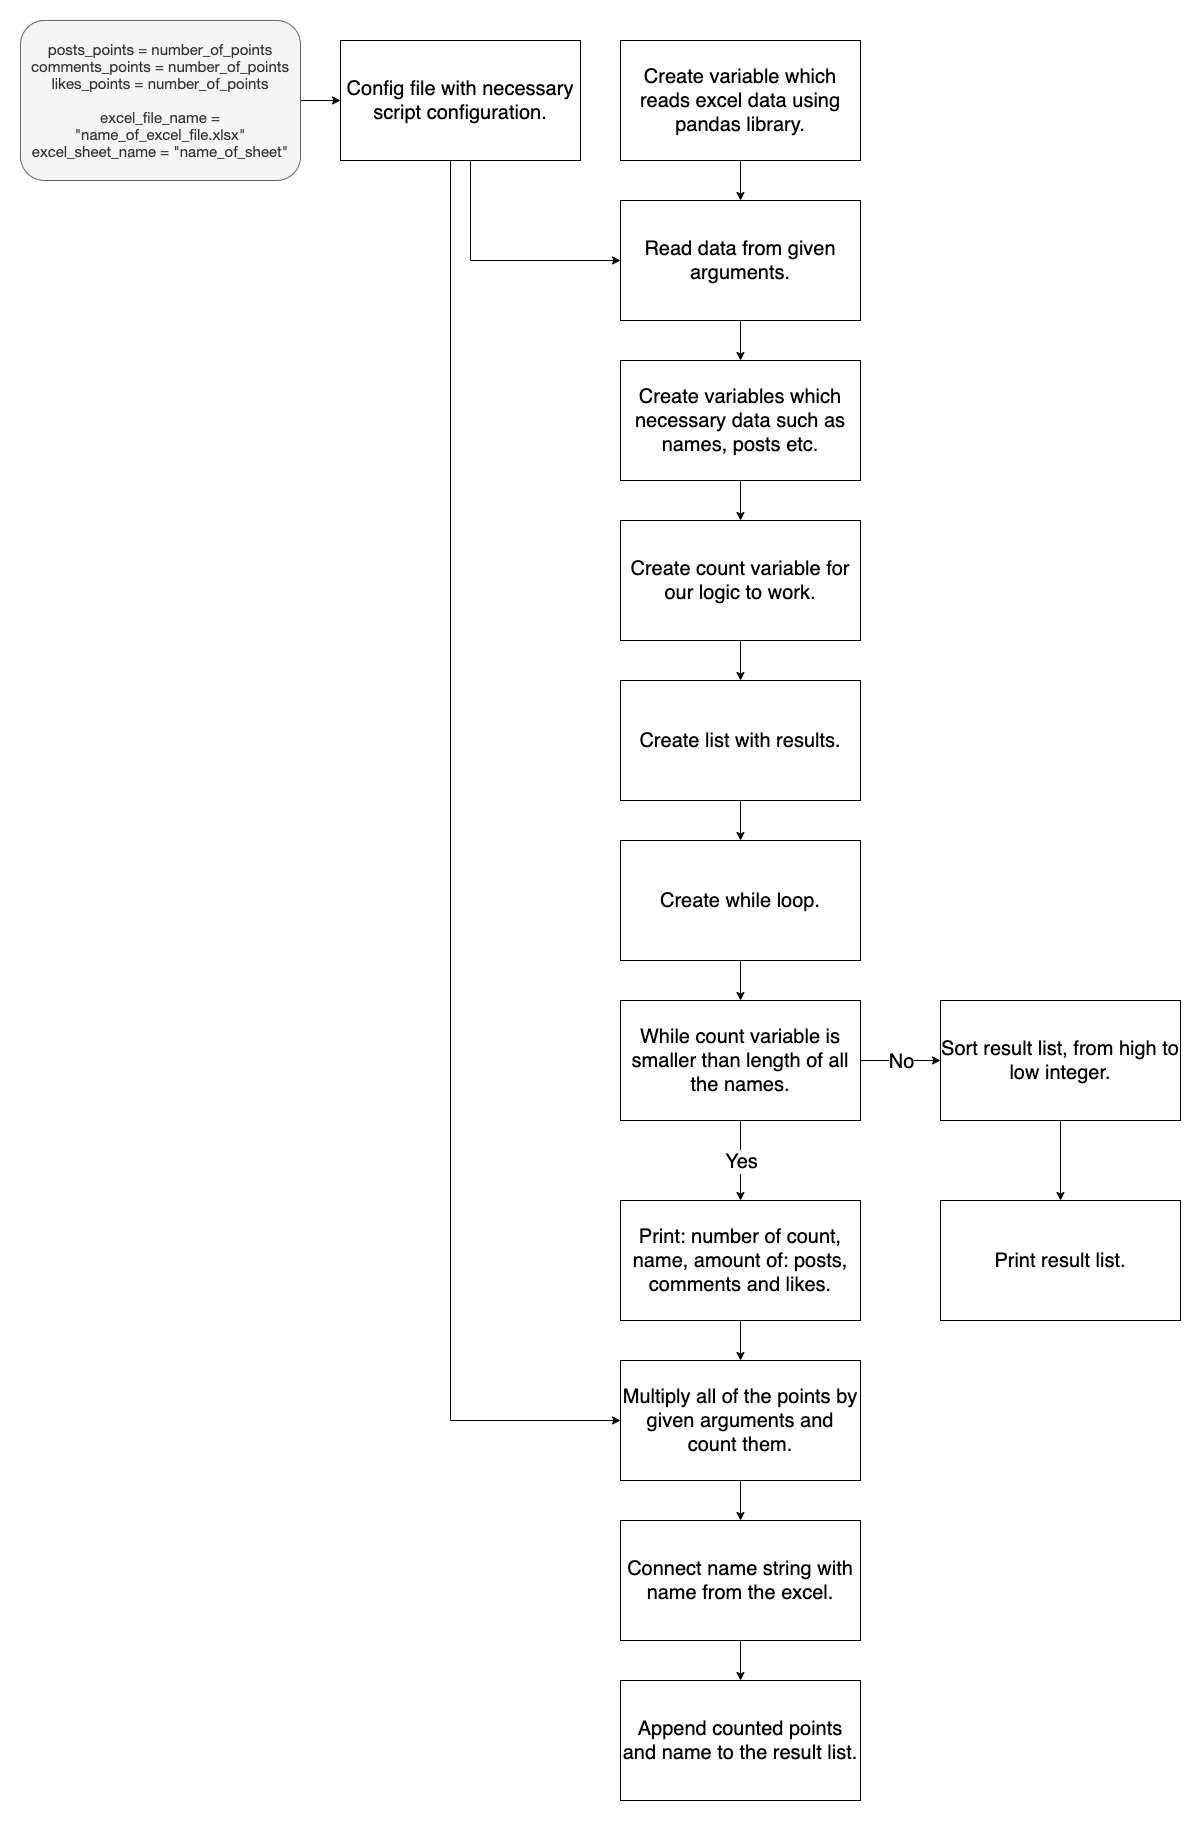 posts_points = number_of_points
comments_points = number_of_points
likes_points = number_of_points
excel_file_name =
"name_of_excel_file.xlsx"
excel_sheet_name = "name_of_sheet"
Config file with necessary
script configuration.
Create variable which
reads excel data using
pandas library.
Read data from given
arguments.
Create variables which
necessary data such as
names, posts etc.
Create count variable for
our logic to work.
Create list with results.
Create while loop.
While count variable is
smaller than length of all
the names.
No
Sort result list, from high to
low integer.
Yes
Print: number of count,
name, amount of: posts,
comments and likes.
Print result list.
Multiply all of the points by
given arguments and
count them.
Connect name string with
name from the excel.
Append counted points
and name to the result list.